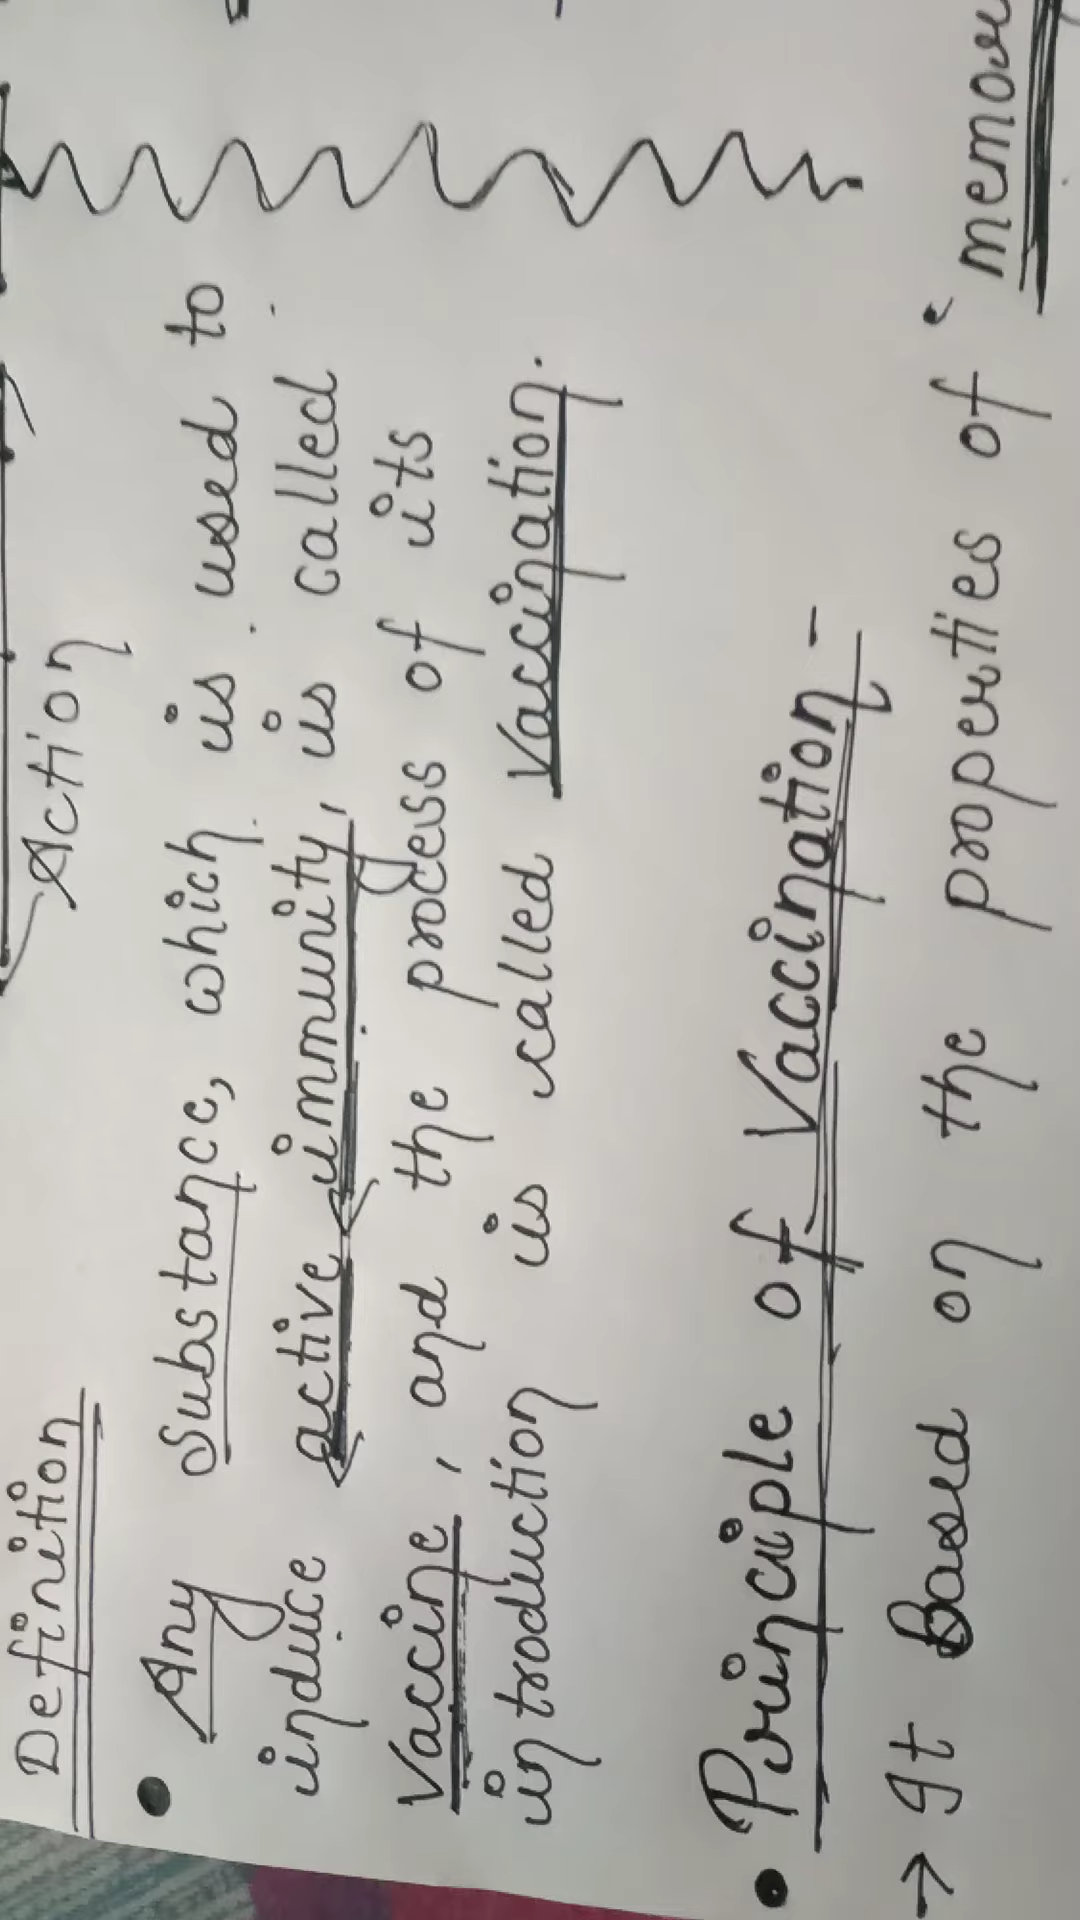 Action
Definition
• Any Substance, which is used to
induce active immunity, is called
Vaccine, and the process of its
introduction is called Vaccination.
• Principle of Vaccination -
→ It Based on the properties of "